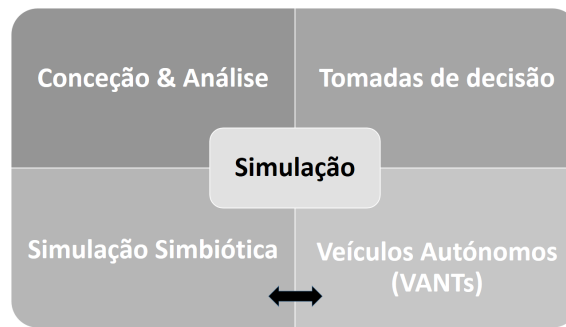 Conceção & Análise
Tomadas de decisão
Simulação
Simulação Simbiótica
Veículos Autónomos
(VANTs)